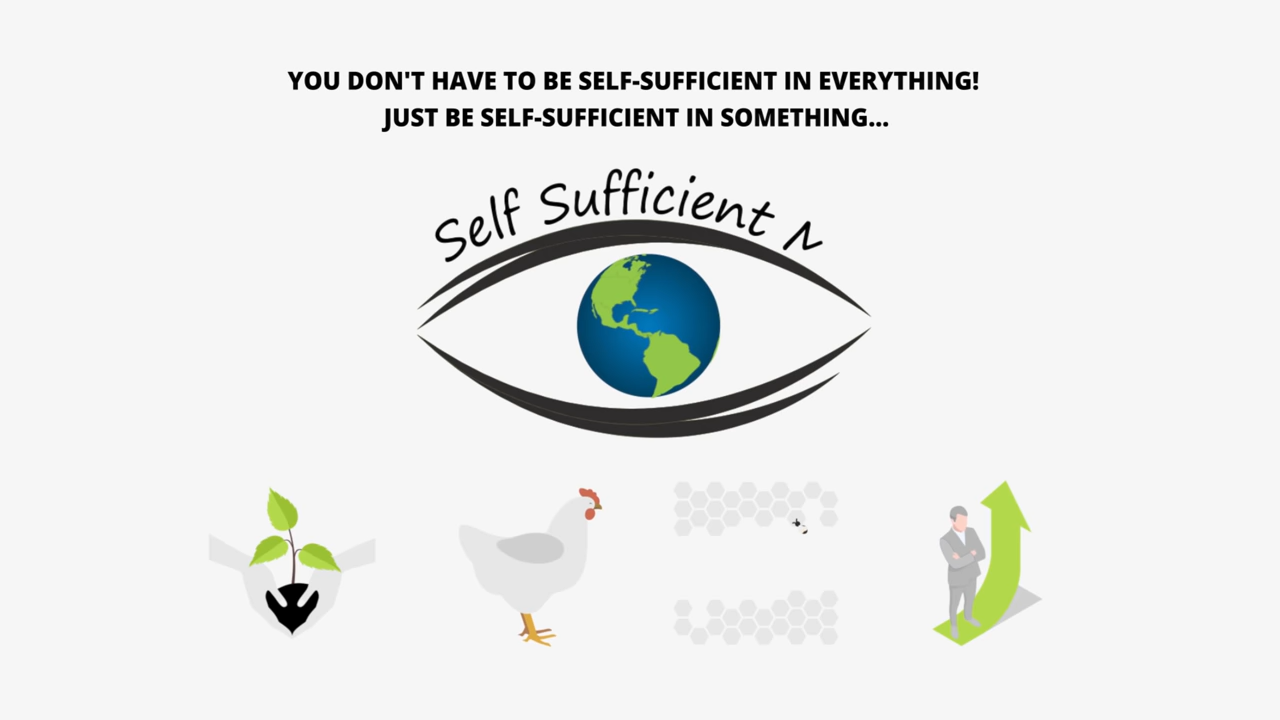 YOU DON'T HAVE TO BE SELF-SUFFICIENT IN EVERYTHING!
JUST BE SELF-SUFFICIENT IN SOMETHING...
Self Sufficient N